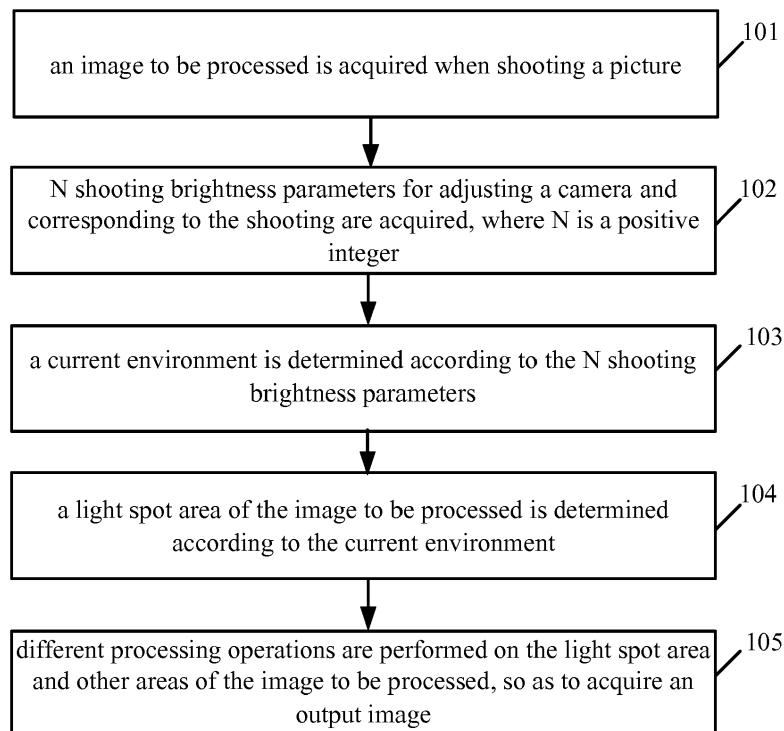 101
an image to be processed is acquired when shooting a picture
N shooting brightness parameters for adjusting a camera and
corresponding to the shooting are acquired, where N is a positive
integer
102
a current environment is determined according to the N shooting
brightness parameters
103
a light spot area of the image to be processed is determined
according to the current environment
104
different processing operations are performed on the light spot area
and other areas of the image to be processed, so as to acquire an
output image
105